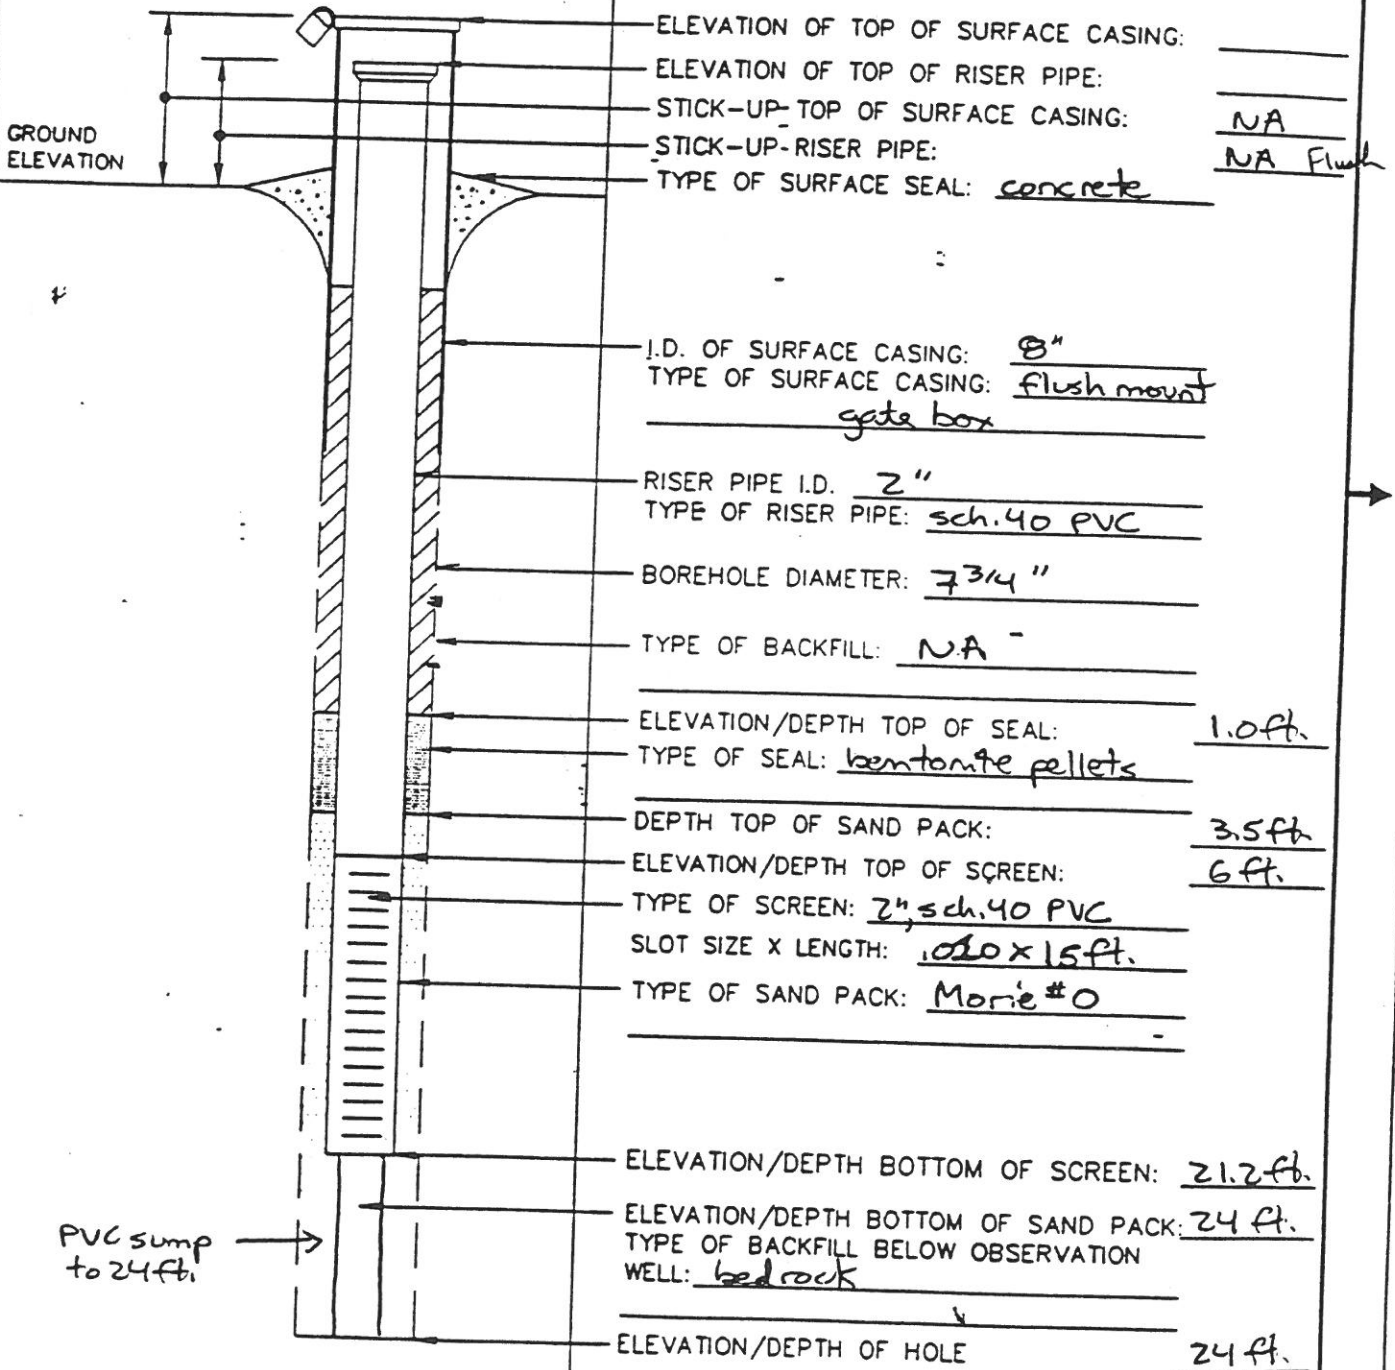 ELEVATION OF TOP OF SURFACE CASING:
ELEVATION OF TOP OF RISER PIPE:
STICK-UP- TOP OF SURFACE CASING: NA
GROUND ELEVATION
STICK-UP-RISER PIPE: NA Flush
TYPE OF SURFACE SEAL: concrete
I.D. OF SURFACE CASING: 8"
TYPE OF SURFACE CASING: flush mount
gate box
RISER PIPE I.D. 2"
TYPE OF RISER PIPE: sch. 40 PVC
BOREHOLE DIAMETER: 7 3/4"
TYPE OF BACKFILL: NA
ELEVATION/DEPTH TOP OF SEAL: 1.0 ft.
TYPE OF SEAL: bentonite pellets
DEPTH TOP OF SAND PACK: 3.5 ft.
ELEVATION/DEPTH TOP OF SCREEN: 6 ft.
TYPE OF SCREEN: 2", sch. 40 PVC
SLOT SIZE X LENGTH: x 15 ft.
TYPE OF SAND PACK: Morie #0
ELEVATION/DEPTH BOTTOM OF SCREEN: 21.2 ft.
ELEVATION/DEPTH BOTTOM OF SAND PACK: 24 ft.
PVC sump
to 24 ft.
TYPE OF BACKFILL BELOW OBSERVATION
WELL: bedrock
ELEVATION/DEPTH OF HOLE 24 ft.